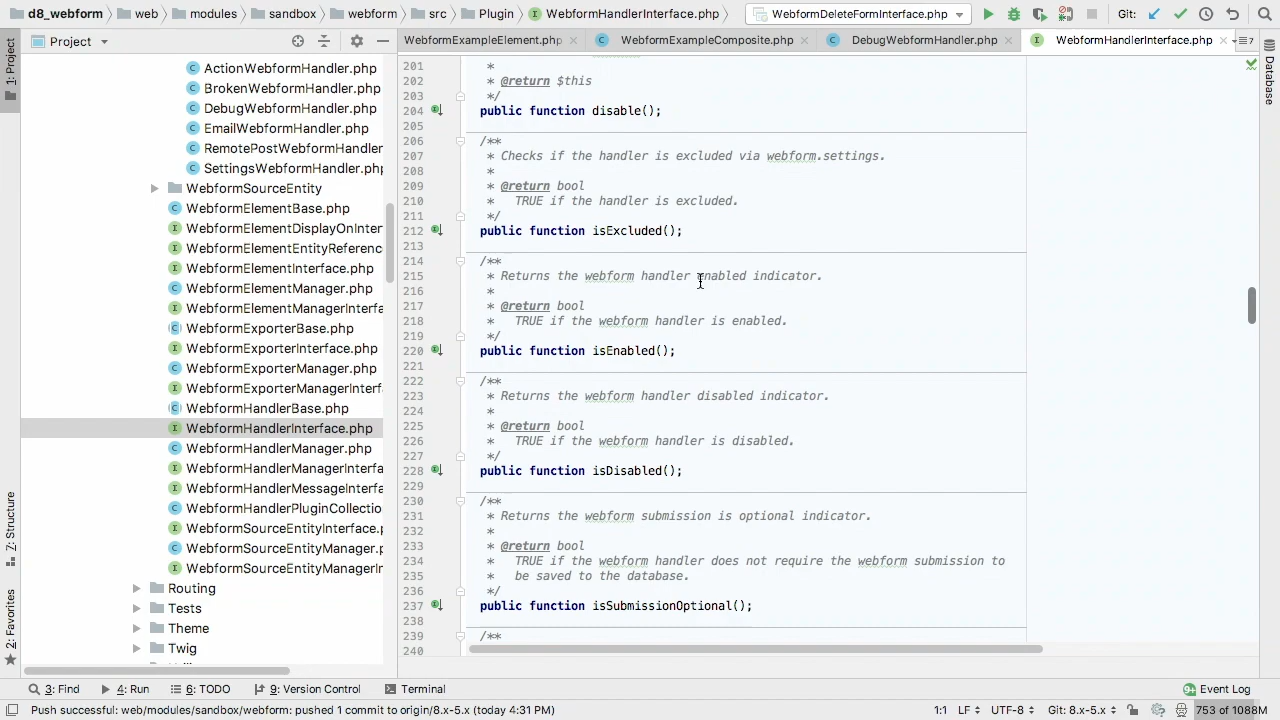 d8_webform web modules sandbox webform src Plugin WebformHandlerInterface.php WebformDeleteFormInterface.php Git:
Project WebformExampleElement.php WebformExampleComposite.php DebugWebformHandler.php WebformHandlerInterface.php 7
1: Project
ActionWebformHandler.php
BrokenWebformHandler.php
DebugWebformHandler.php
EmailWebformHandler.php
RemotePostWebformHandler
SettingsWebformHandler.php
WebformSourceEntity
WebformElementBase.php
WebformElementDisplayOnInter
WebformElementEntityReferenc
WebformElementInterface.php
WebformElementManager.php
WebformElementManagerInterfa
WebformExporterBase.php
WebformExporterInterface.php
WebformExporterManager.php
WebformExporterManagerInterf
WebformHandlerBase.php
WebformHandlerInterface.php
WebformHandlerManager.php
WebformHandlerManagerInterfa
WebformHandlerMessageInterfa
WebformHandlerPluginCollectio
WebformSourceEntityInterface.p
WebformSourceEntityManager.p
WebformSourceEntityManagerIn
Routing
Tests
Theme
Twig
Z: Structure
2: Favorites
201 *
202 * @return $this
203 */
204 public function disable();
205
206 /**
207 * Checks if the handler is excluded via webform.settings.
208 *
209 * @return bool
210 * TRUE if the handler is excluded.
211 */
212 public function isExcluded();
213
214 /**
215 * Returns the webform handler enabled indicator.
216 *
217 * @return bool
218 * TRUE if the webform handler is enabled.
219 */
220 public function isEnabled();
221
222 /**
223 * Returns the webform handler disabled indicator.
224 *
225 * @return bool
226 * TRUE if the webform handler is disabled.
227 */
228 public function isDisabled();
229
230 /**
231 * Returns the webform submission is optional indicator.
232 *
233 * @return bool
234 * TRUE if the webform handler does not require the webform submission to
235 * be saved to the database.
236 */
237 public function isSubmissionOptional();
238
239 /**
240
Database
3: Find 4: Run 6: TODO 9: Version Control Terminal 9+ Event Log
Push successful: web/modules/sandbox/webform: pushed 1 commit to origin/8.x-5.x (today 4:31 PM) 1:1 LF UTF-8 Git: 8.x-5.x 753 of 1088M